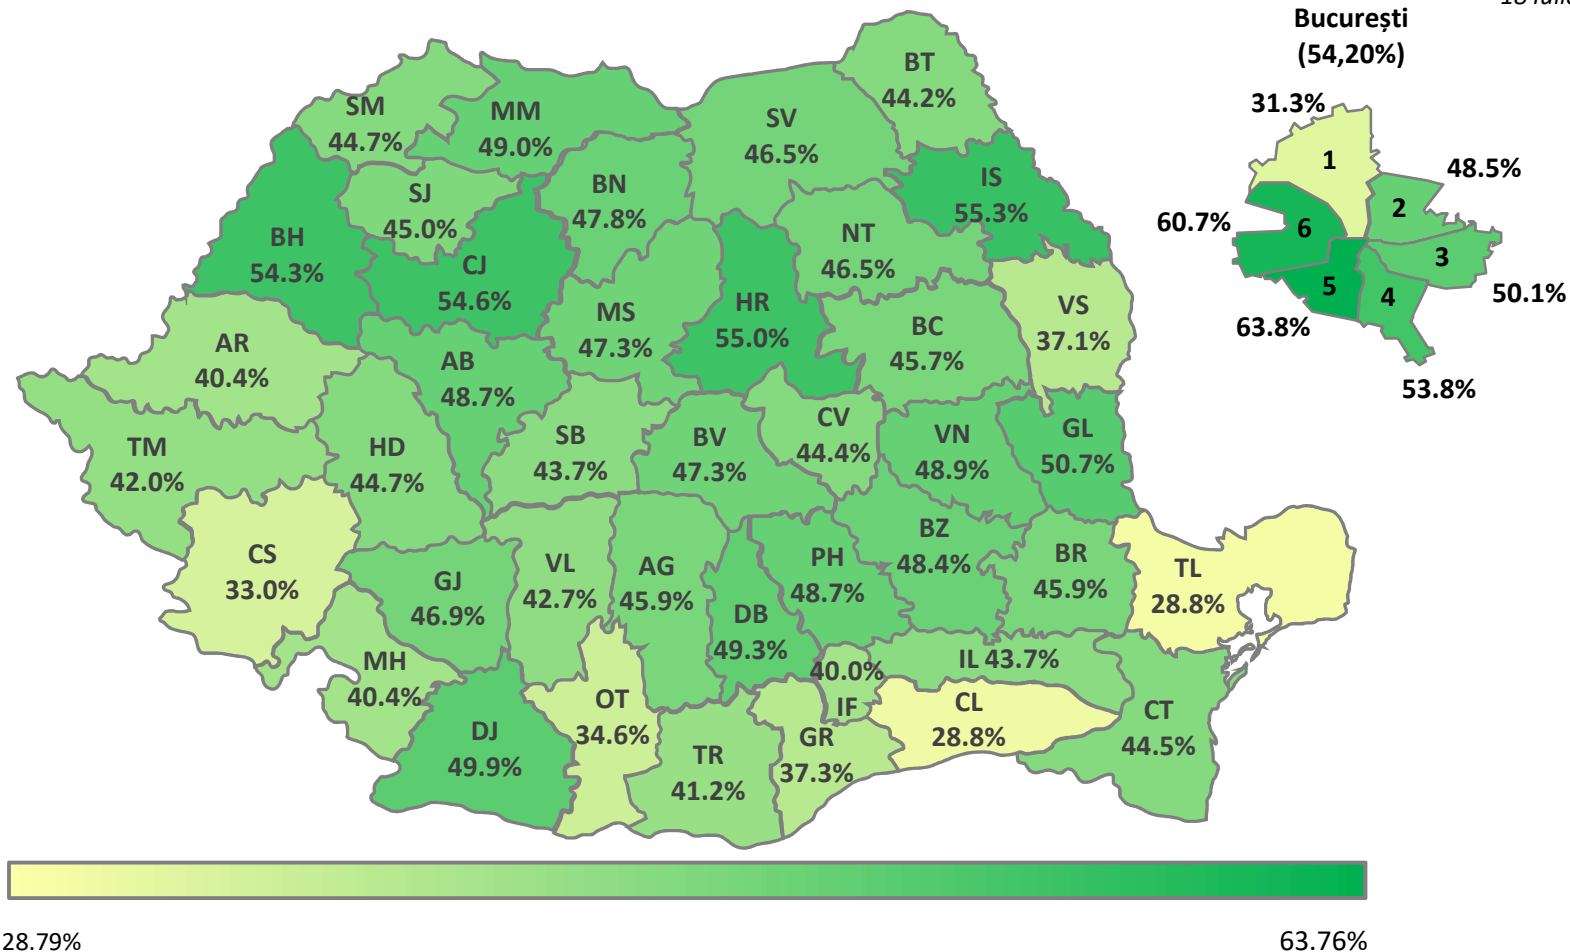 București
(54,20%)
BT
44.2%
SM
44.7%
MM
49.0%
SV
46.5%
31.3%
1
48.5%
2
60.7%
6
3
50.1%
5
4
63.8%
53.8%
IS
55.3%
BN
47.8%
SJ
45.0%
BH
54.3%
CJ
54.6%
NT
46.5%
MS
47.3%
HR
55.0%
BC
45.7%
VS
37.1%
AR
40.4%
AB
48.7%
TM
42.0%
HD
44.7%
SB
43.7%
BV
47.3%
CV
44.4%
VN
48.9%
GL
50.7%
CS
33.0%
GJ
46.9%
VL
42.7%
AG
45.9%
DB
49.3%
PH
48.7%
BZ
48.4%
BR
45.9%
TL
28.8%
MH
40.4%
DJ
49.9%
OT
34.6%
TR
41.2%
GR
37.3%
40.0%
IF
IL 43.7%
CL
28.8%
CT
44.5%
28.79%
63.76%